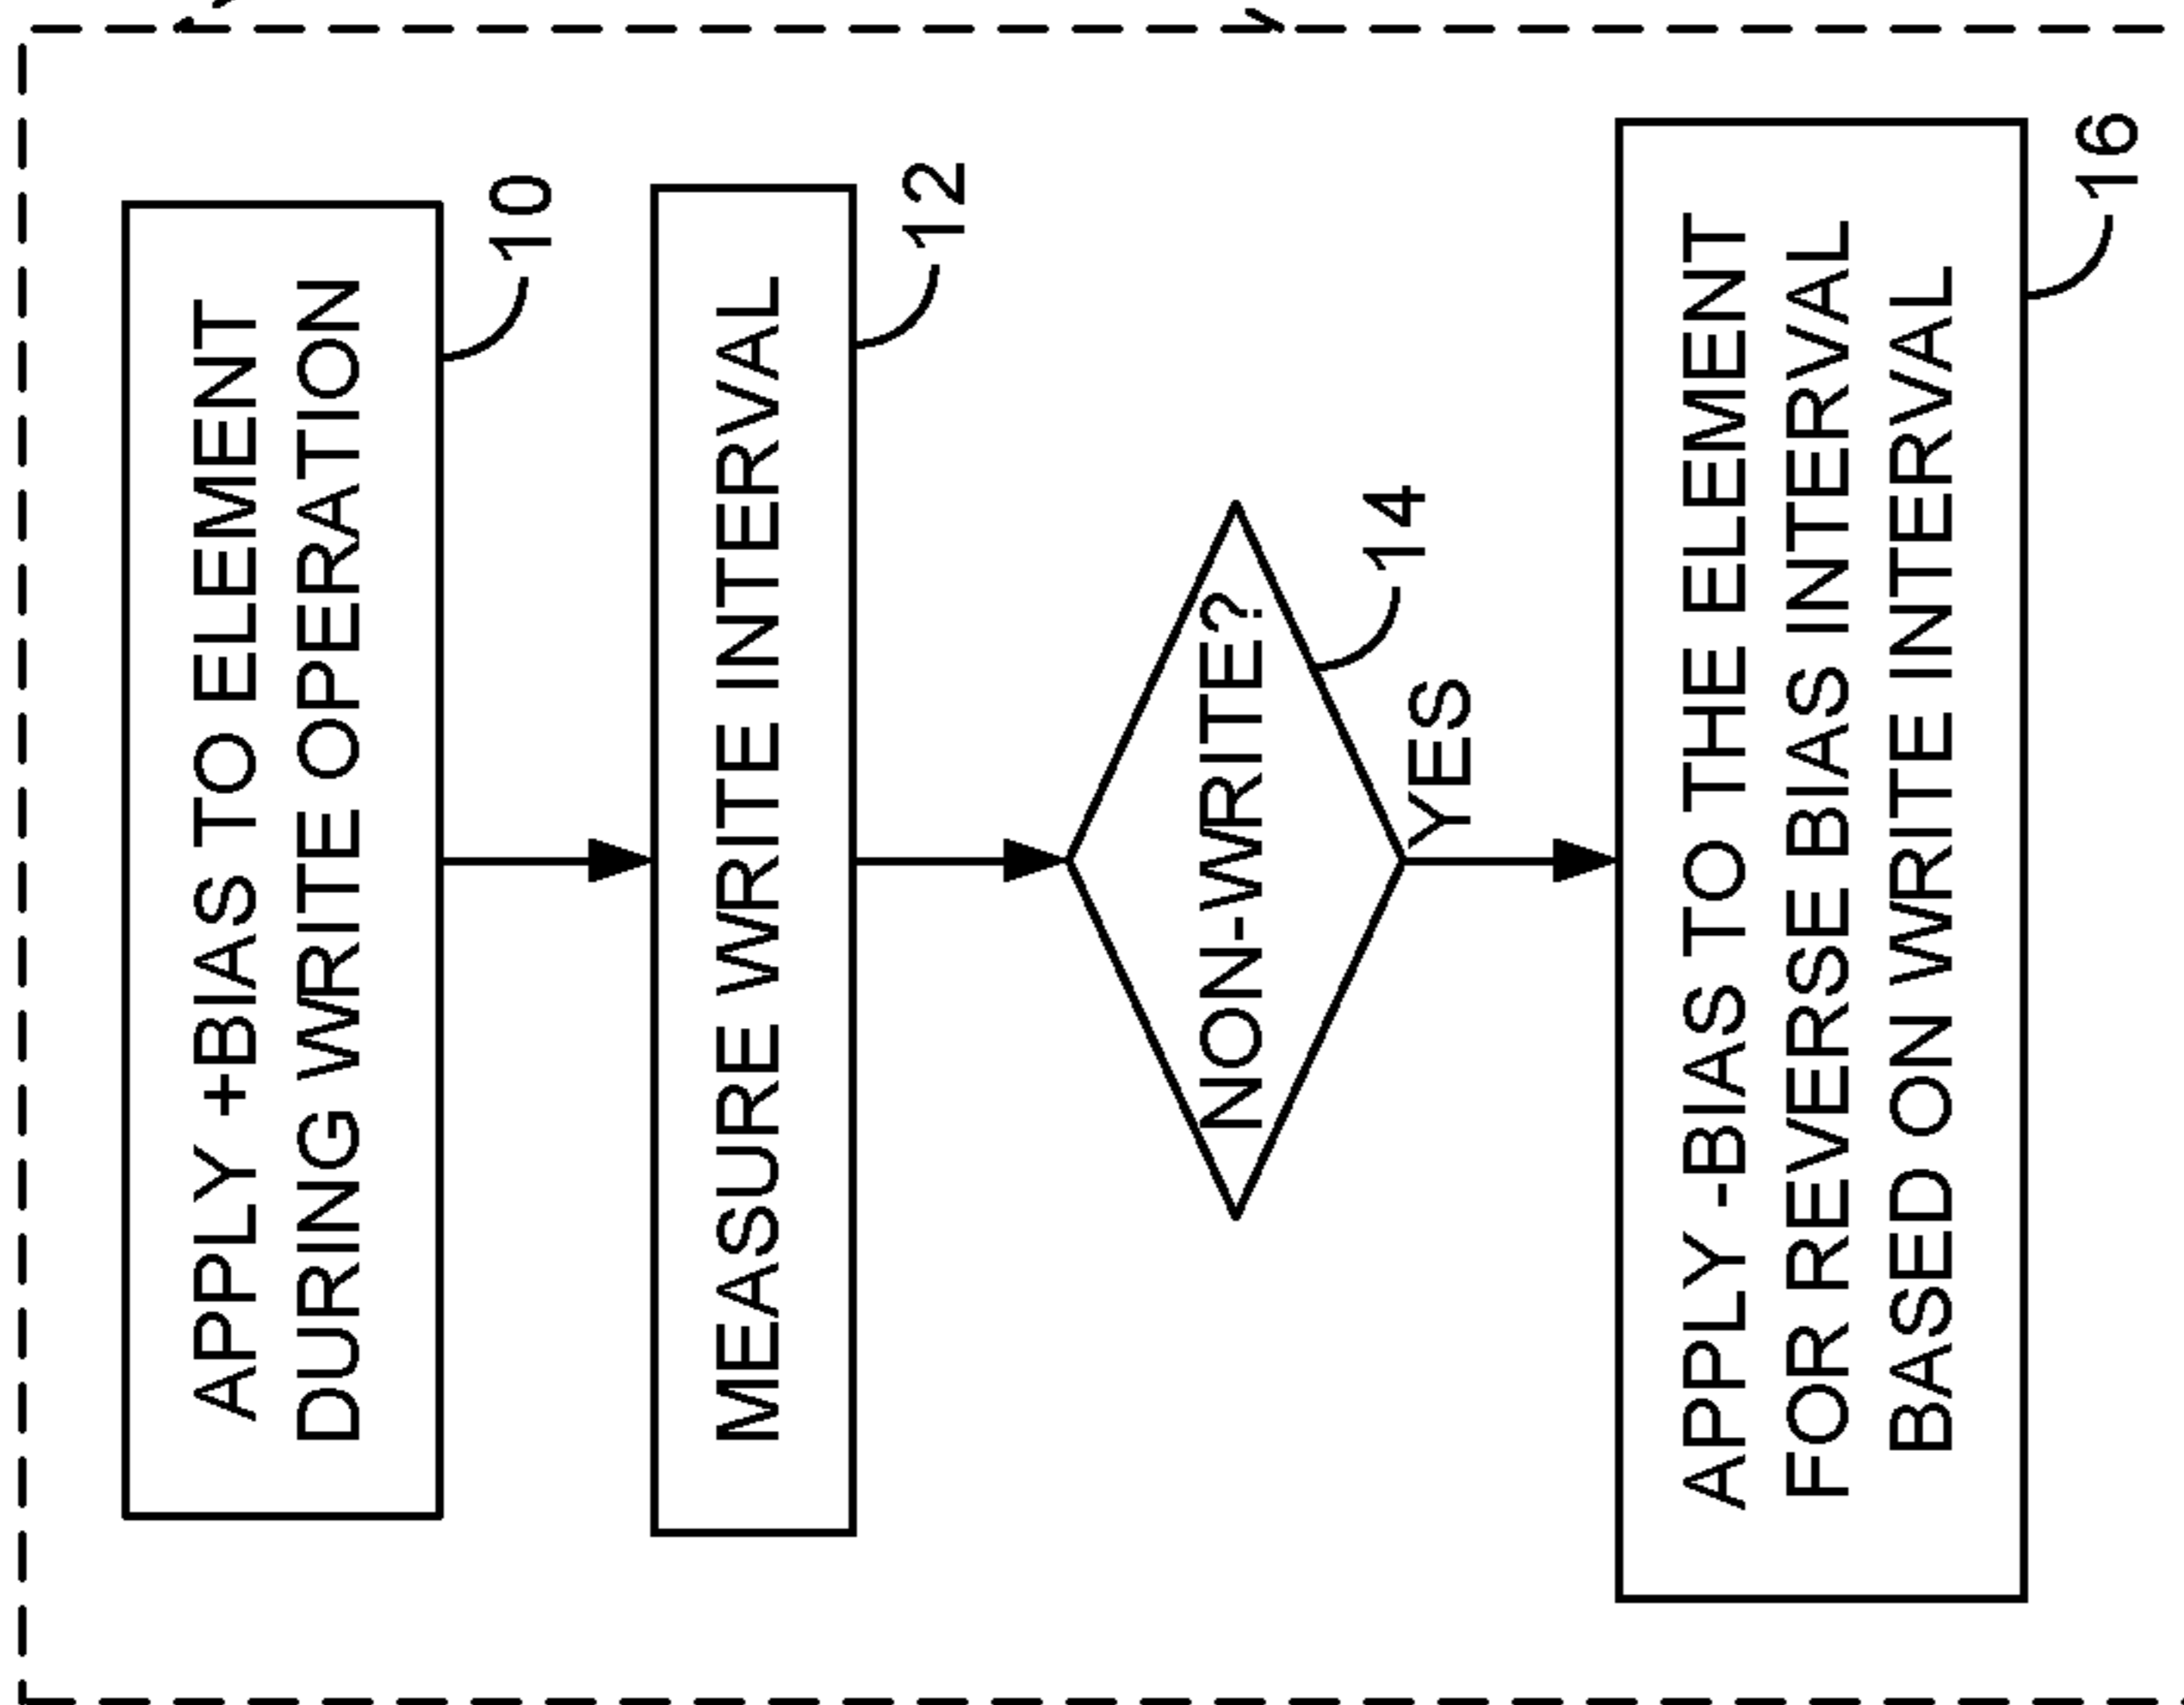 APPLY +BIAS TO ELEMENT
DURING WRITE OPERATION
10
MEASURE WRITE INTERVAL
12
NON-WRITE?
14
YES
APPLY -BIAS TO THE ELEMENT
FOR REVERSE BIAS INTERVAL
BASED ON WRITE INTERVAL
16